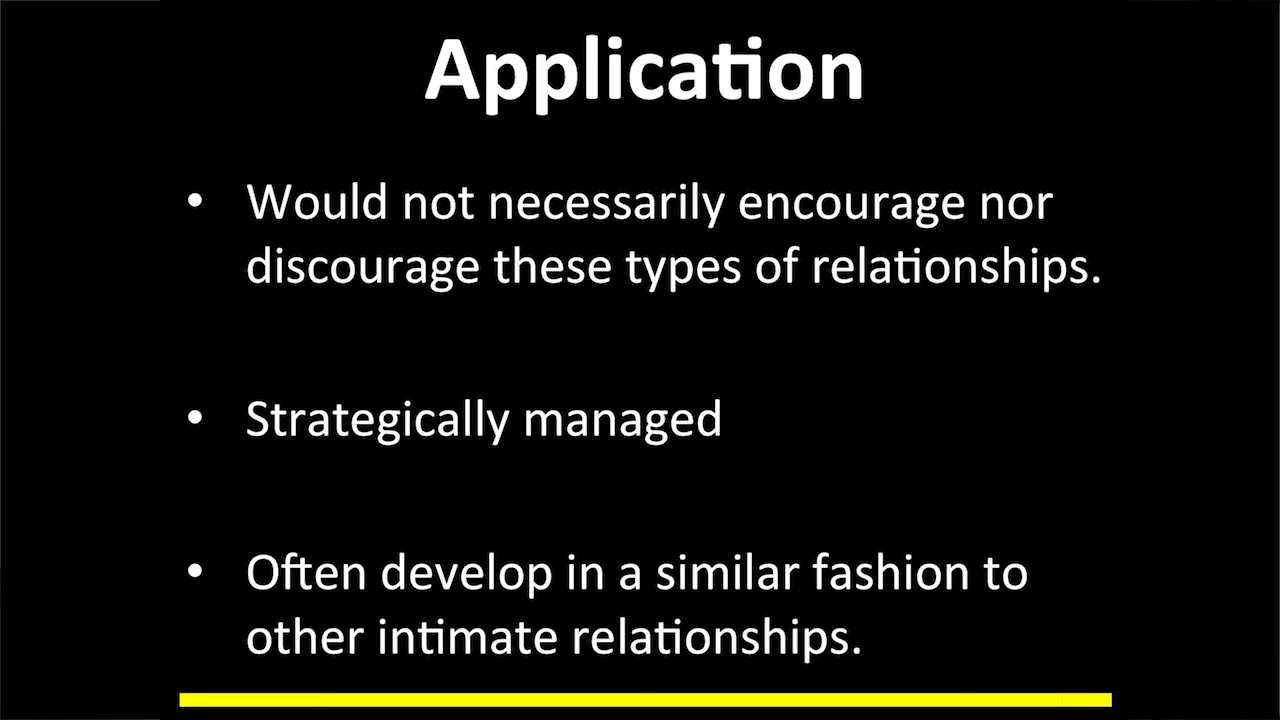 Application
• Would not necessarily encourage nor
discourage these types of relationships.
• Strategically managed
• Often develop in a similar fashion to
other intimate relationships.